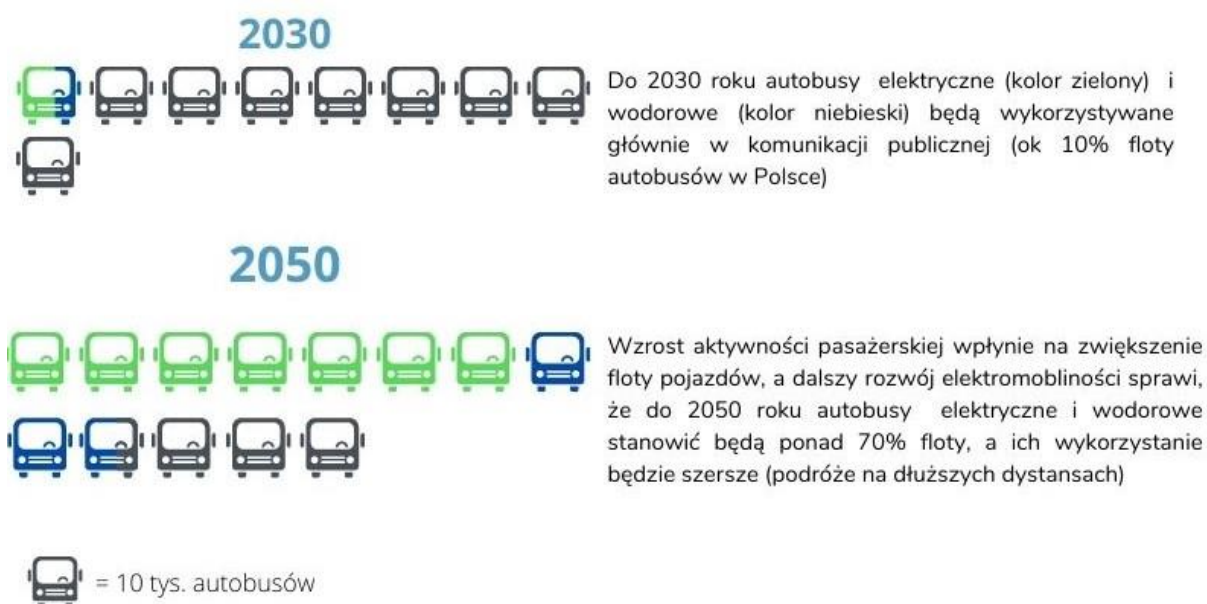 2030
Do 2030 roku autobusy elektryczne (kolor zielony) i
wodorowe (kolor niebieski) będą wykorzystywane
głównie w komunikacji publicznej (ok 10% floty
autobusów w Polsce)
2050
Wzrost aktywności pasażerskiej wpłynie na zwiększenie
floty pojazdów, a dalszy rozwój elektromobliności sprawi,
że do 2050 roku autobusy elektryczne i wodorowe
stanowić będą ponad 70% floty, a ich wykorzystanie
będzie szersze (podróże na dłuższych dystansach)
= 10 tys. autobusów